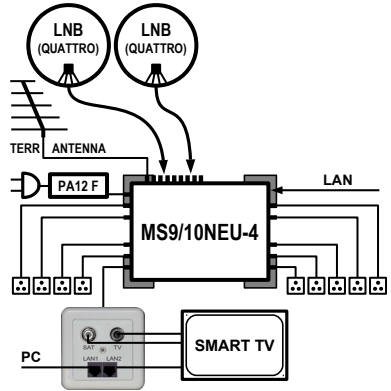 LNB
(QUATTRO)
LNB
(QUATTRO)
TERR ANTENNA
PA12 F
LAN
MS9/10NEU-4
SAT TV
LAN1 LAN2
PC
SMART TV